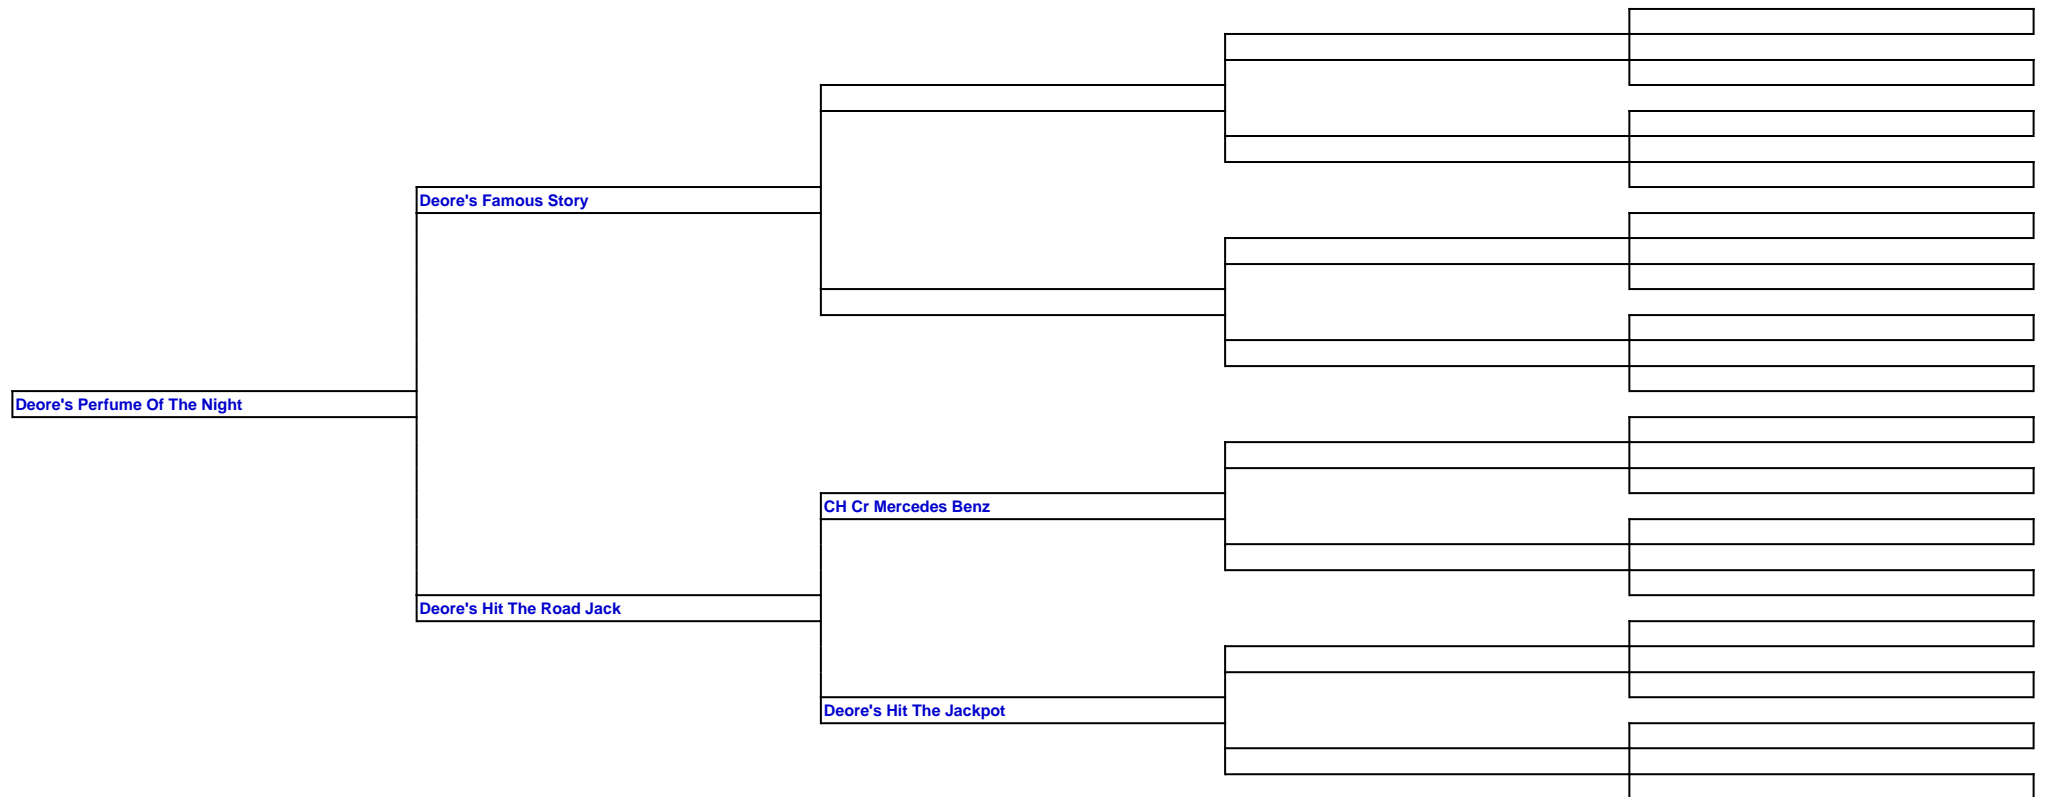 Deore's Famous Story
Deore's Perfume Of The Night
CH Cr Mercedes Benz
Deore's Hit The Road Jack
Deore's Hit The Jackpot